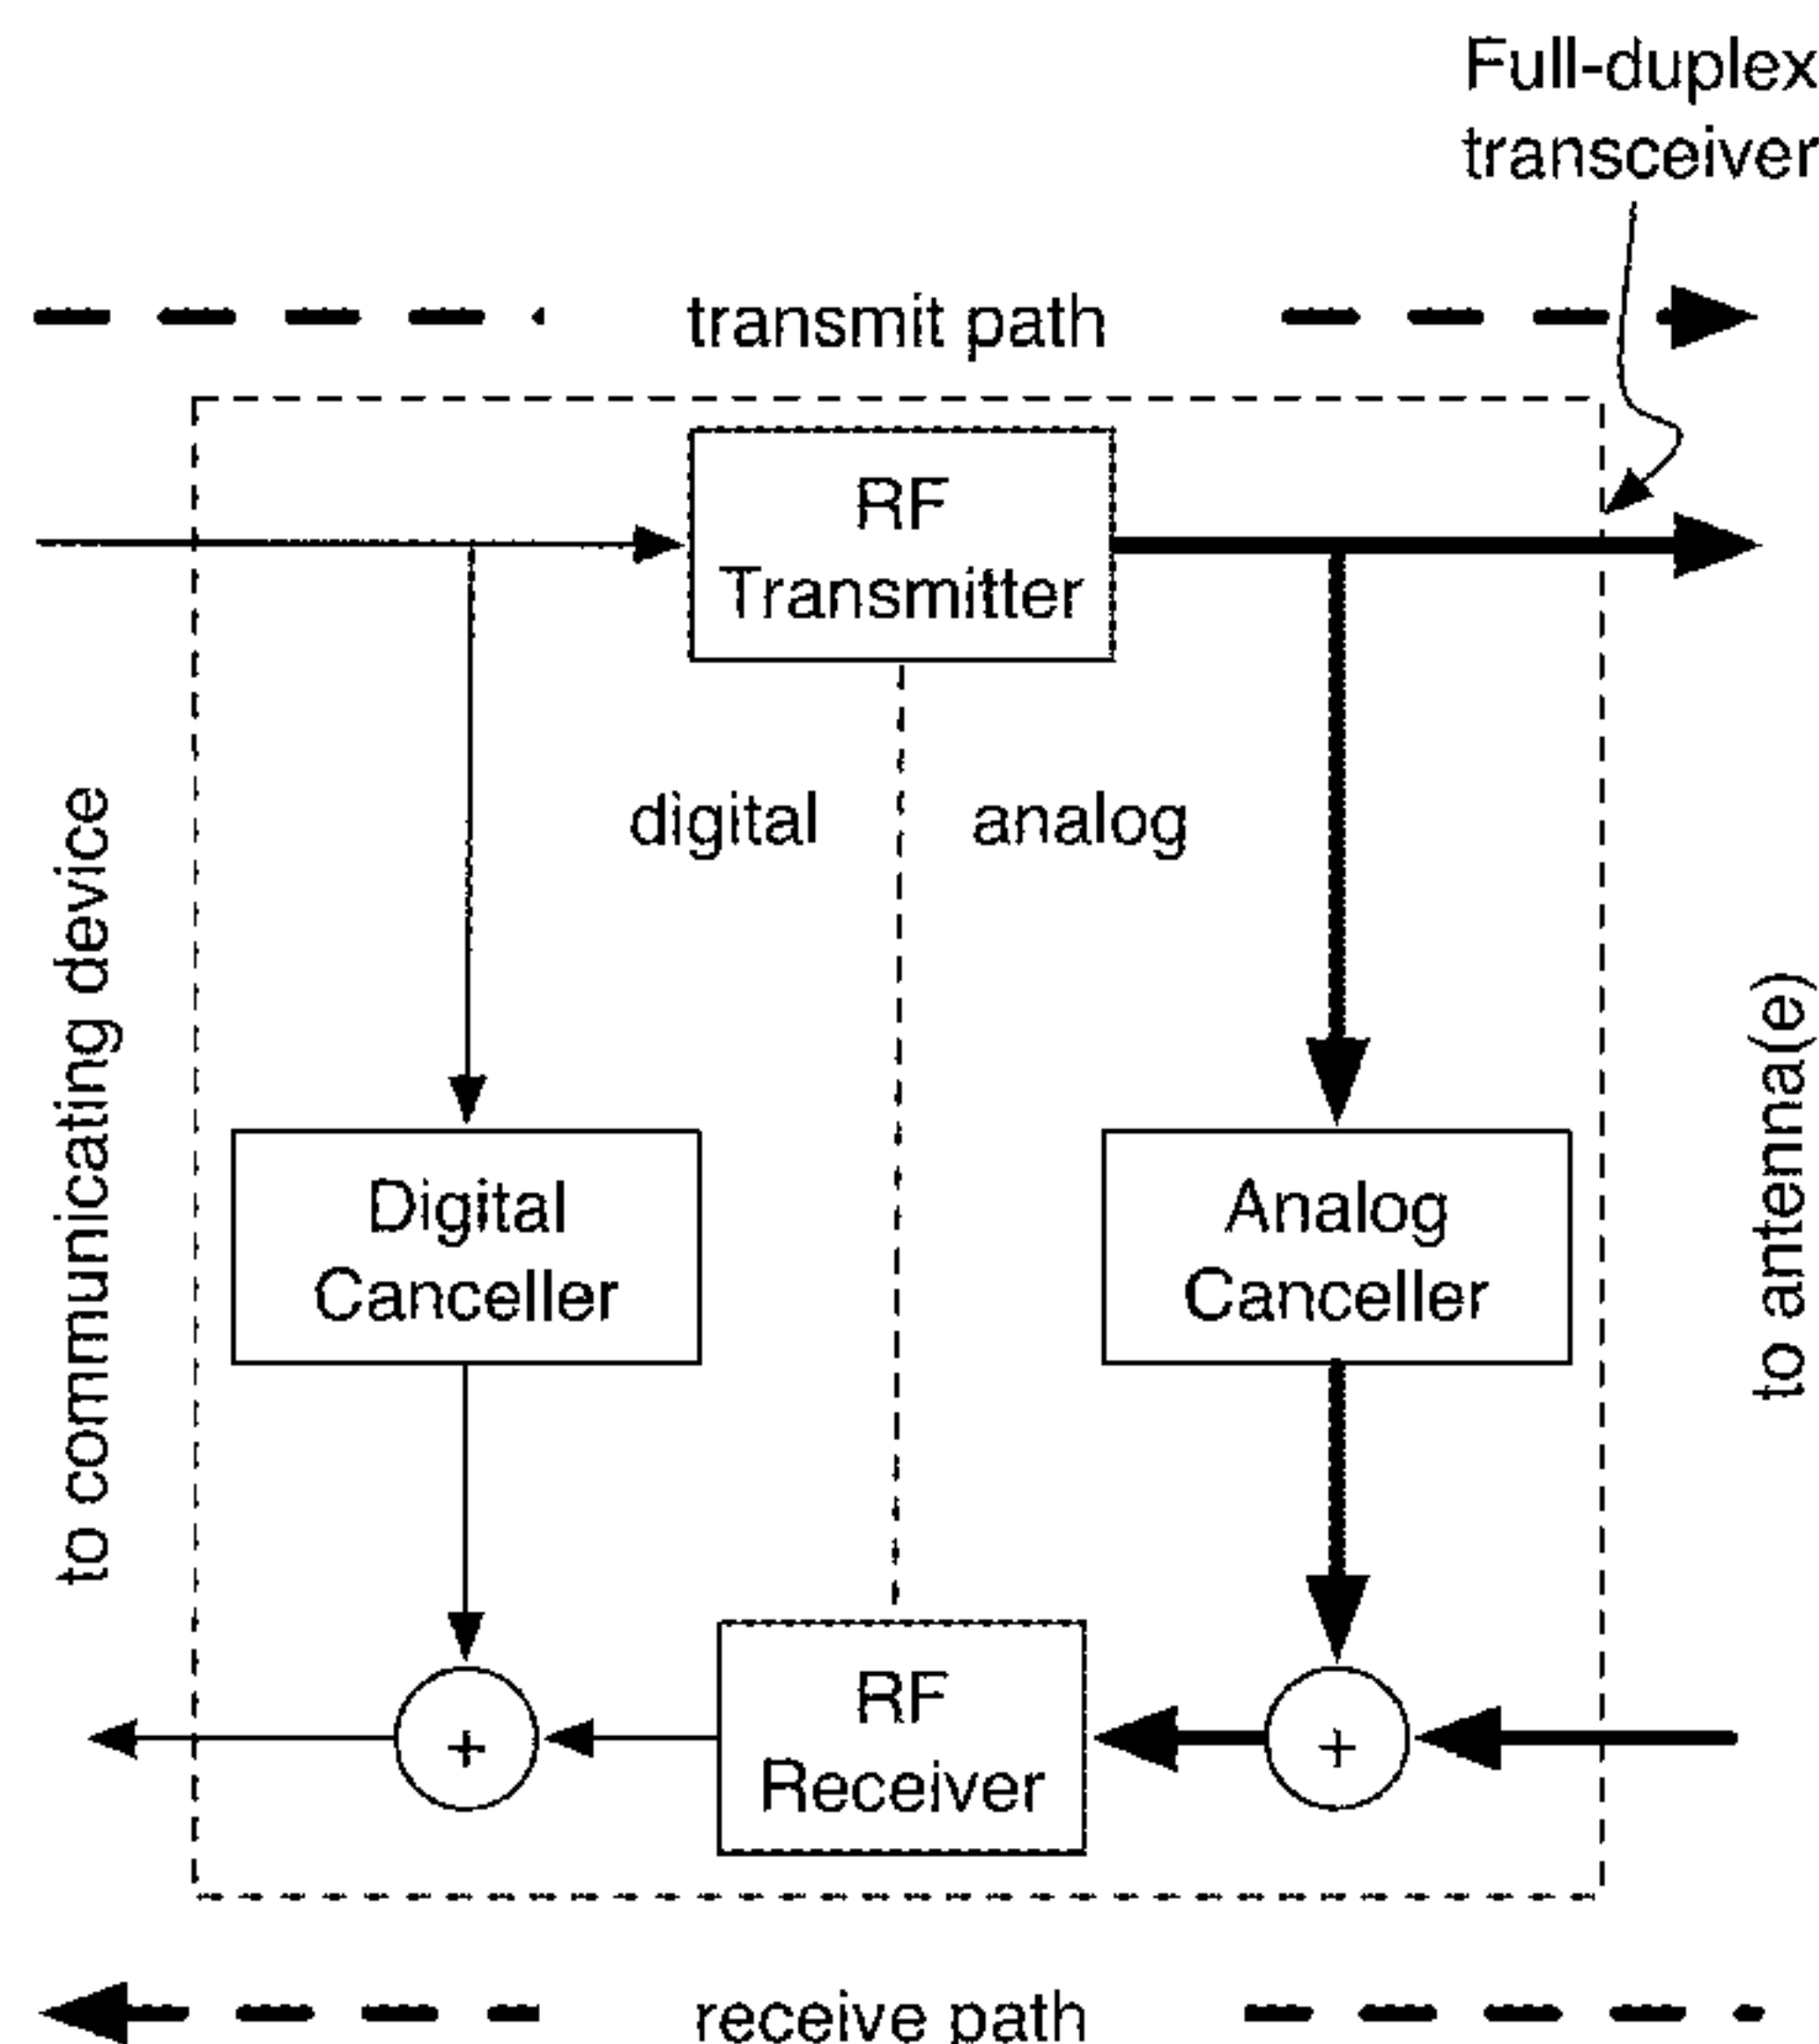 Full-duplex
transceiver
transmit path
RF
Transmitter
digital
analog
to communicating device
to antenna(e)
Digital
Canceller
Analog
Canceller
+
RF
Receiver
+
receive path